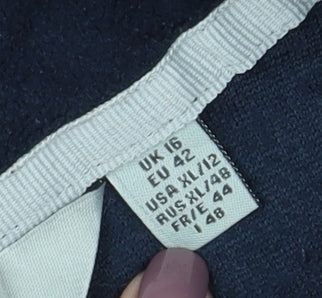 UK 16
EU 42
USA XL/12
RUS XL/48
FR/E 44
I 48